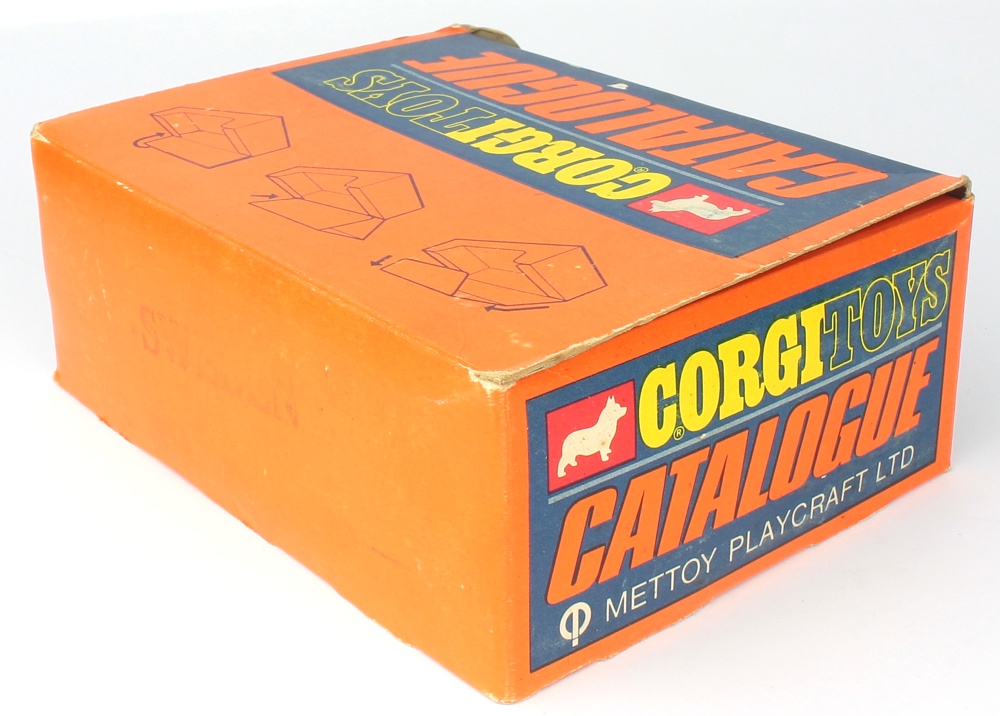 CORGI TOYS
CATALOGUE
CORGI® TOYS
CATALOGUE
METTOY PLAYCRAFT LTD